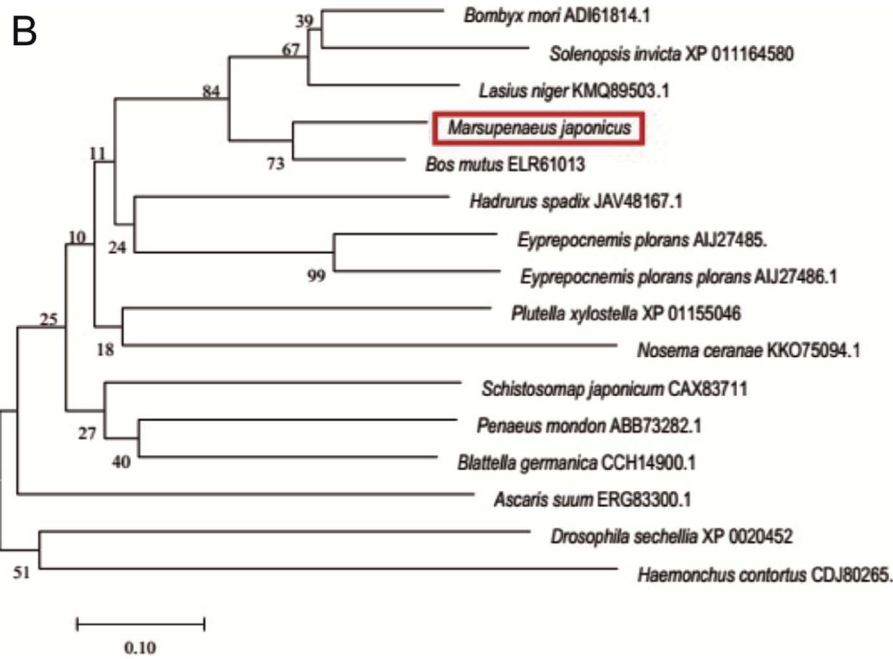 B
39
Bombyx mori ADI61814.1
67
Solenopsis invicta XP 011164580
84
Lasius niger KMQ89503.1
Marsupenaeus japonicus
73
Bos mutus ELR61013
11
Hadrurus spadix JAV48167.1
10
24
Eyprepocnemis plorans AIJ27485.
99
Eyprepocnemis plorans plorans AIJ27486.1
25
Plutella xylostella XP 01155046
18
Nosema ceranae KKO75094.1
Schistosomap japonicum CAX83711
27
Penaeus mondon ABB73282.1
40
Blattella germanica CCH14900.1
Ascaris suum ERG83300.1
Drosophila sechellia XP 0020452
51
Haemonchus contortus CDJ80265.
0.10